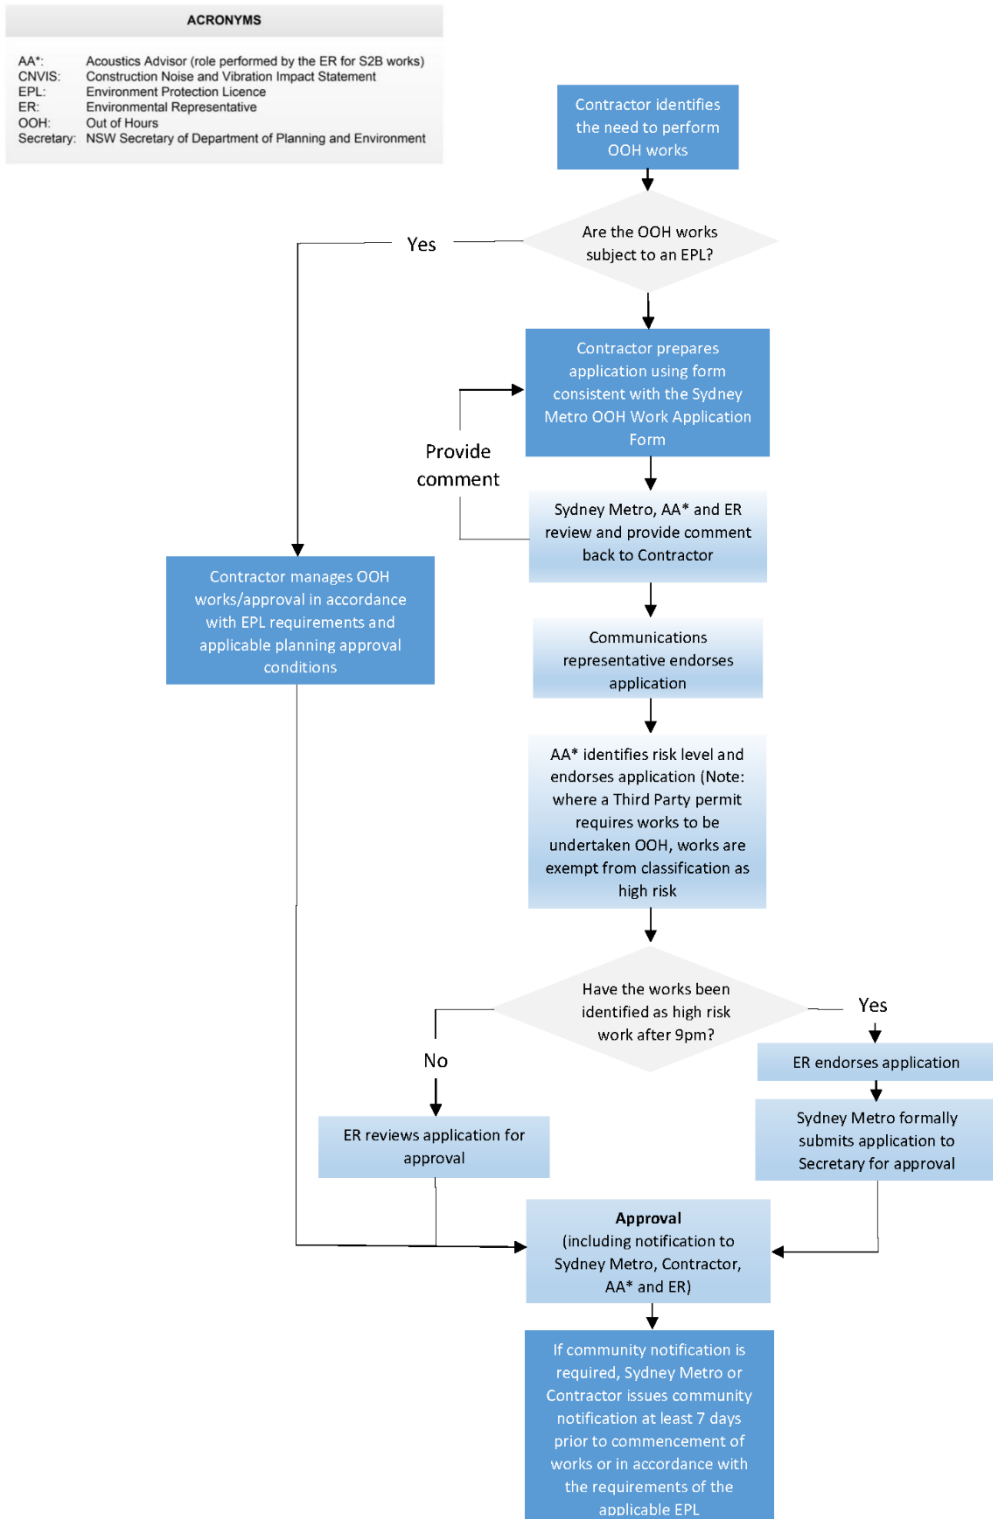 ACRONYMS
AA*: Acoustics Advisor (role performed by the ER for S2B works)
CNVIS: Construction Noise and Vibration Impact Statement
EPL: Environment Protection Licence
ER: Environmental Representative
OOH: Out of Hours
Secretary: NSW Secretary of Department of Planning and Environment
Contractor identifies
the need to perform
OOH works
Are the OOH works
subject to an EPL?
Yes
Contractor prepares
application using form
consistent with the Sydney
Metro OOH Work Application
Form
Provide
comment
Sydney Metro, AA* and ER
review and provide comment
back to Contractor
Contractor manages OOH
works/approval in accordance
with EPL requirements and
applicable planning approval
conditions
Communications
representative endorses
application
AA* identifies risk level and
endorses application (Note:
where a Third Party permit
requires works to be
undertaken OOH, works are
exempt from classification as
high risk
Have the works been
identified as high risk
work after 9pm?
Yes
No
ER endorses application
ER reviews application for
approval
Sydney Metro formally
submits application to
Secretary for approval
Approval
(including notification to
Sydney Metro, Contractor,
AA* and ER)
If community notification is
required, Sydney Metro or
Contractor issues community
notification at least 7 days
prior to commencement of
works or in accordance with
the requirements of the
applicable EPL